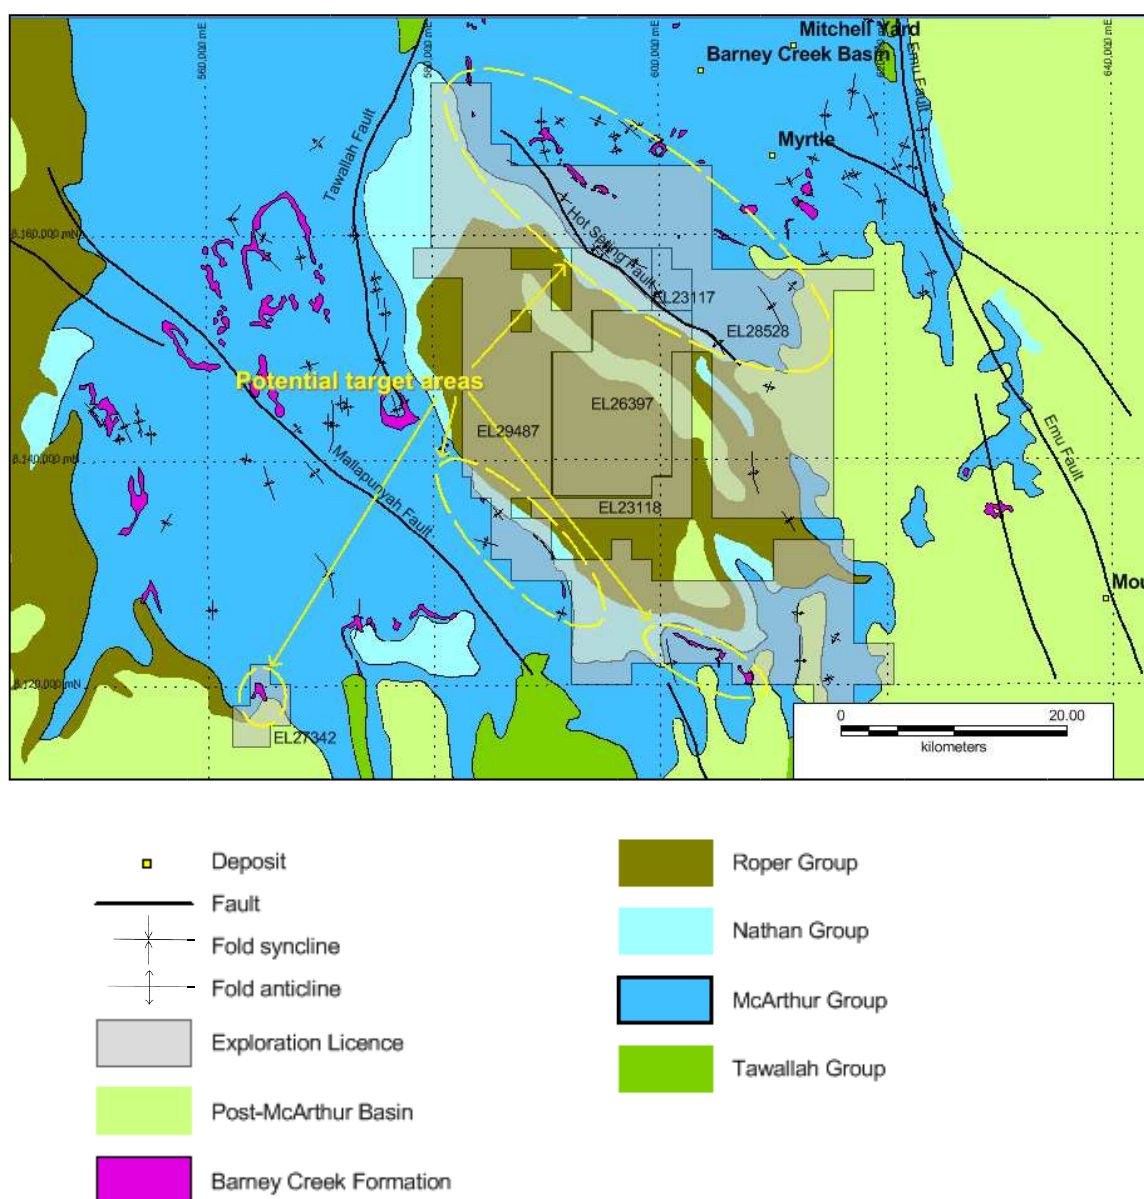 Mitchell Yard
Barney Creek Basin
560,000 mE
580,000 mE
600,000 mE
640,000 mE
Emu Fault
Tawallah Fault
Myrtle
8,160,000 mN
Hot Spring Fault
EL23117
EL28528
Potential target areas
EL26397
EL29487
8,140,000 mN
Mallapunyah Fault
EL23118
Emu Fault
Mou
8,120,000 mN
EL27342
0
20.00
kilometers
Deposit
Fault
Fold syncline
Fold anticline
Exploration Licence
Post-McArthur Basin
Barney Creek Formation
Roper Group
Nathan Group
McArthur Group
Tawallah Group